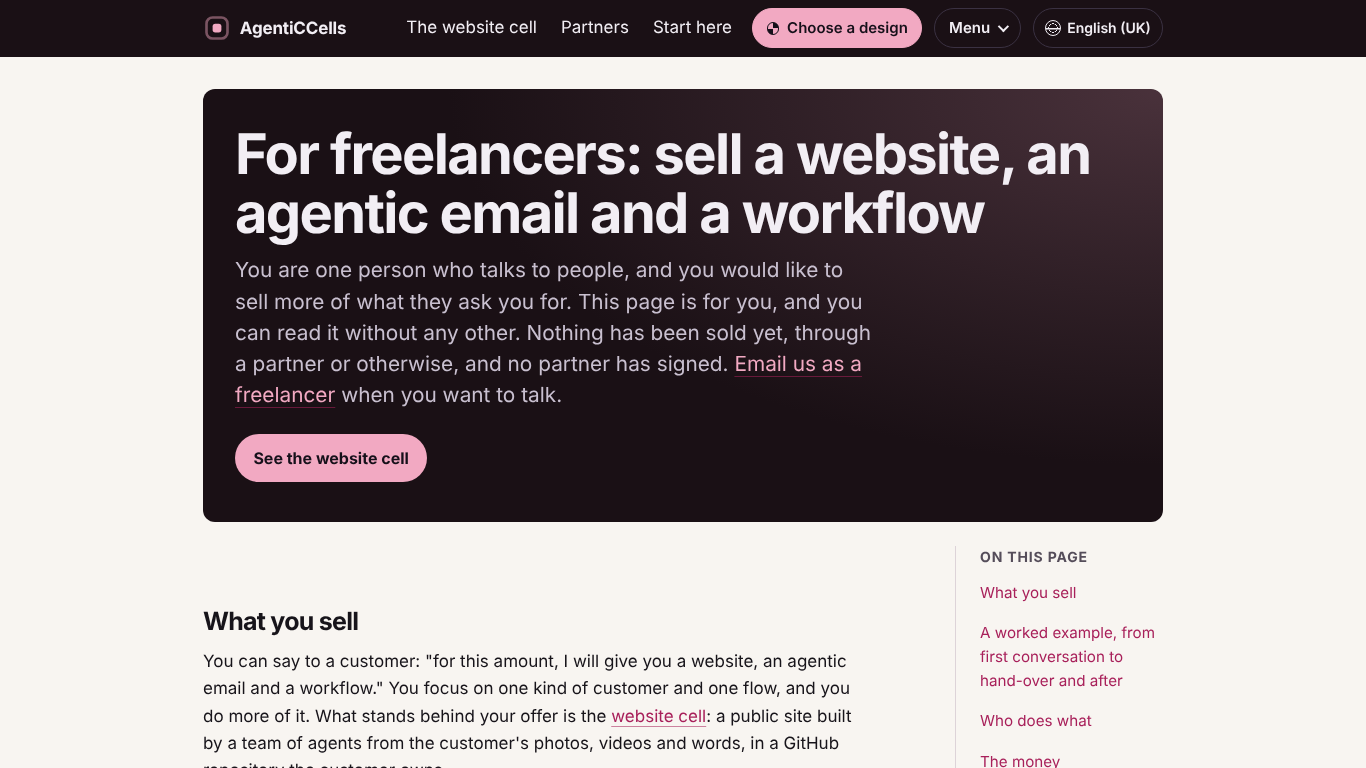 AgentiCCells
The website cell
Partners
Start here
Choose a design
Menu
English (UK)
For freelancers: sell a website, an
agentic email and a workflow
You are one person who talks to people, and you would like to
sell more of what they ask you for. This page is for you, and you
can read it without any other. Nothing has been sold yet, through
a partner or otherwise, and no partner has signed. Email us as a
freelancer when you want to talk.
See the website cell
What you sell
You can say to a customer: "for this amount, I will give you a website, an agentic
email and a workflow." You focus on one kind of customer and one flow, and you
do more of it. What stands behind your offer is the website cell: a public site built
by a team of agents from the customer's photos, videos and words, in a GitHub
ON THIS PAGE
What you sell
A worked example, from
first conversation to
hand-over and after
Who does what
The money